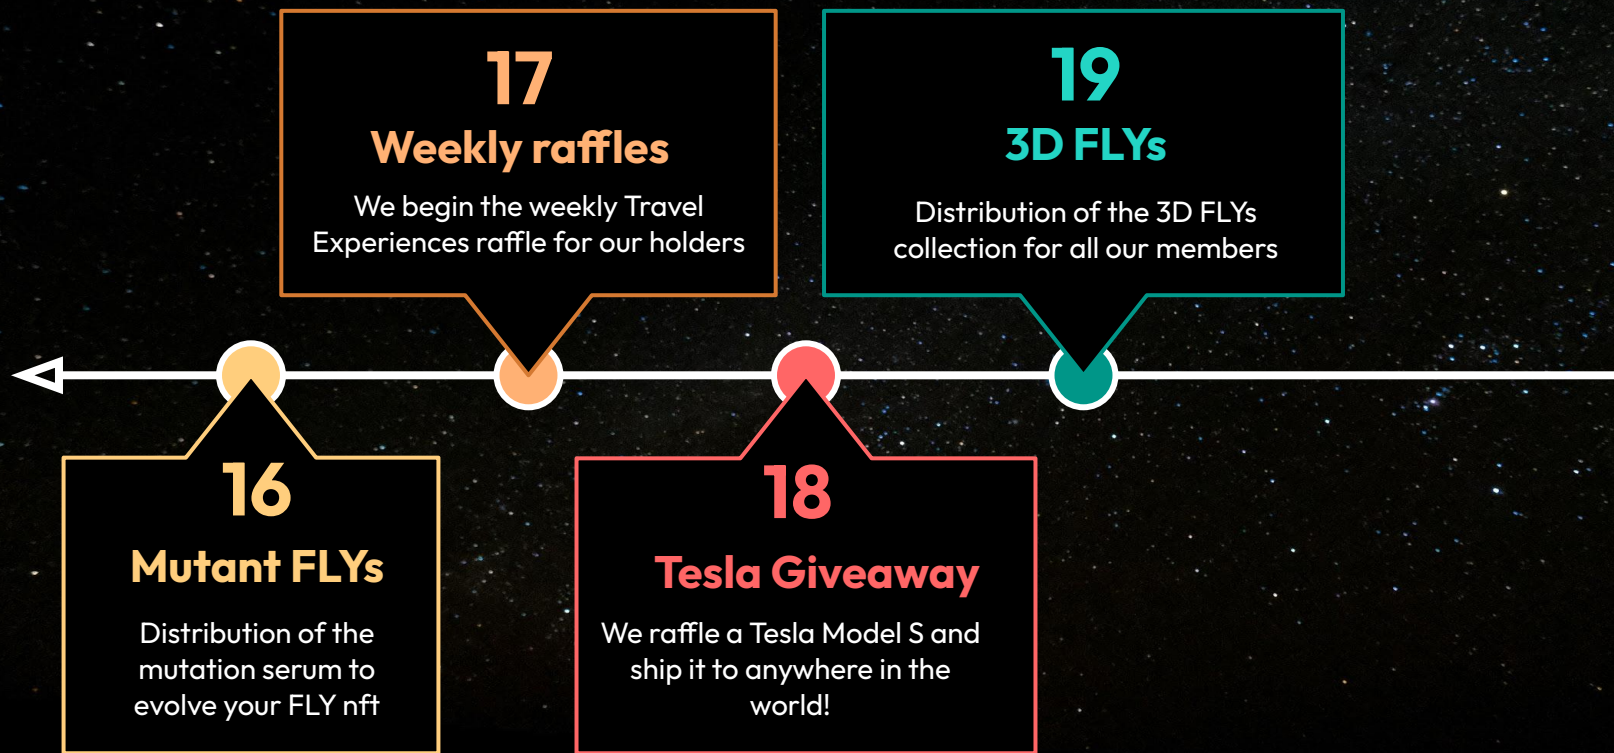 17
Weekly raffles
We begin the weekly Travel
Experiences raffle for our holders
19
3D FLYs
Distribution of the 3D FLYs
collection for all our members
16
Mutant FLYs
Distribution of the
mutation serum to
evolve your FLY nft
18
Tesla Giveaway
We raffle a Tesla Model S and
ship it to anywhere in the
world!